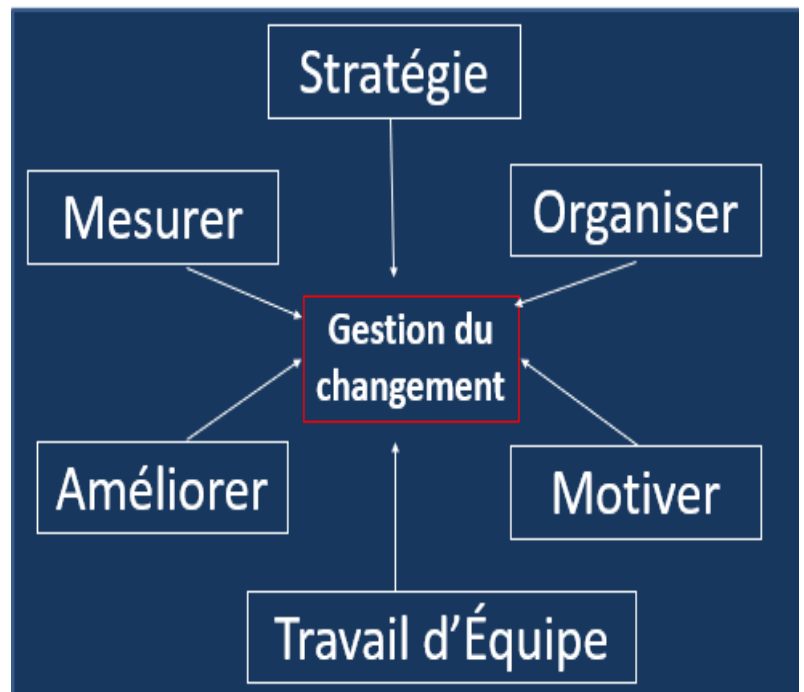 Stratégie
Mesurer
Organiser
Gestion du
changement
Améliorer
Motiver
Travail d’Équipe